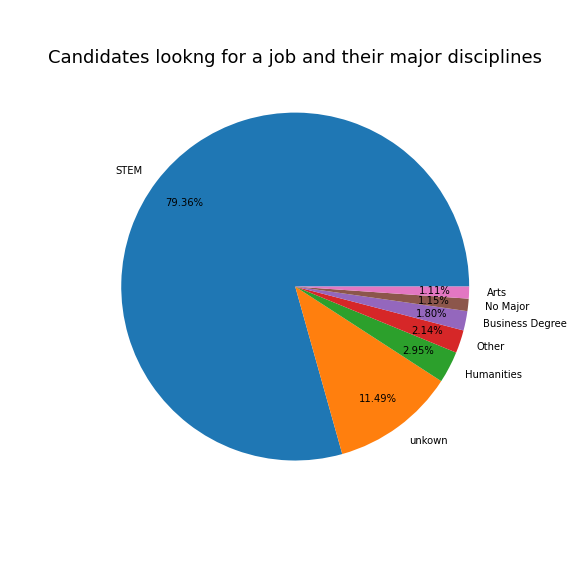 Candidates lookng for a job and their major disciplines
STEM
79.36%
1.11%
Arts
1.15%
No Major
1.80%
Business Degree
2.14%
Other
2.95%
Humanities
11.49%
unkown